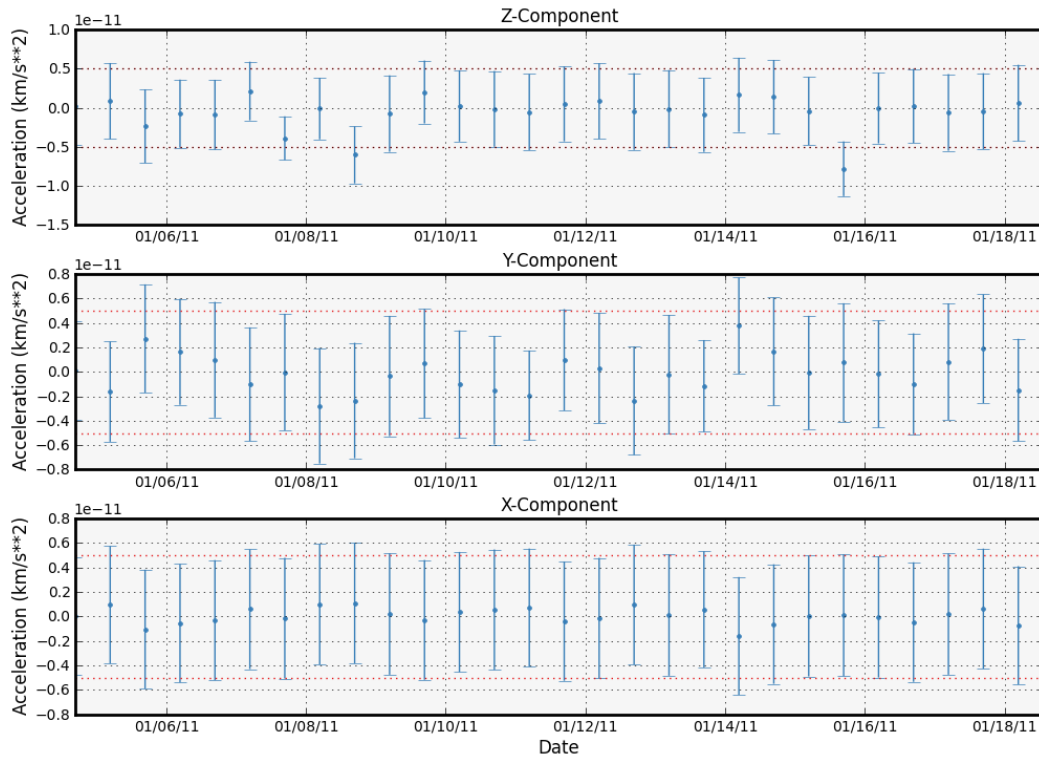 Z-Component
1e−11
1.0
0.5
0.0
−0.5
−1.0
−1.5
Acceleration (km/s**2)
01/06/11 01/08/11 01/10/11 01/12/11 01/14/11 01/16/11 01/18/11
Y-Component
1e−11
0.8
0.6
0.4
0.2
0.0
−0.2
−0.4
−0.6
−0.8
Acceleration (km/s**2)
01/06/11 01/08/11 01/10/11 01/12/11 01/14/11 01/16/11 01/18/11
X-Component
1e−11
0.8
0.6
0.4
0.2
0.0
−0.2
−0.4
−0.6
−0.8
Acceleration (km/s**2)
01/06/11 01/08/11 01/10/11 01/12/11 01/14/11 01/16/11 01/18/11
Date